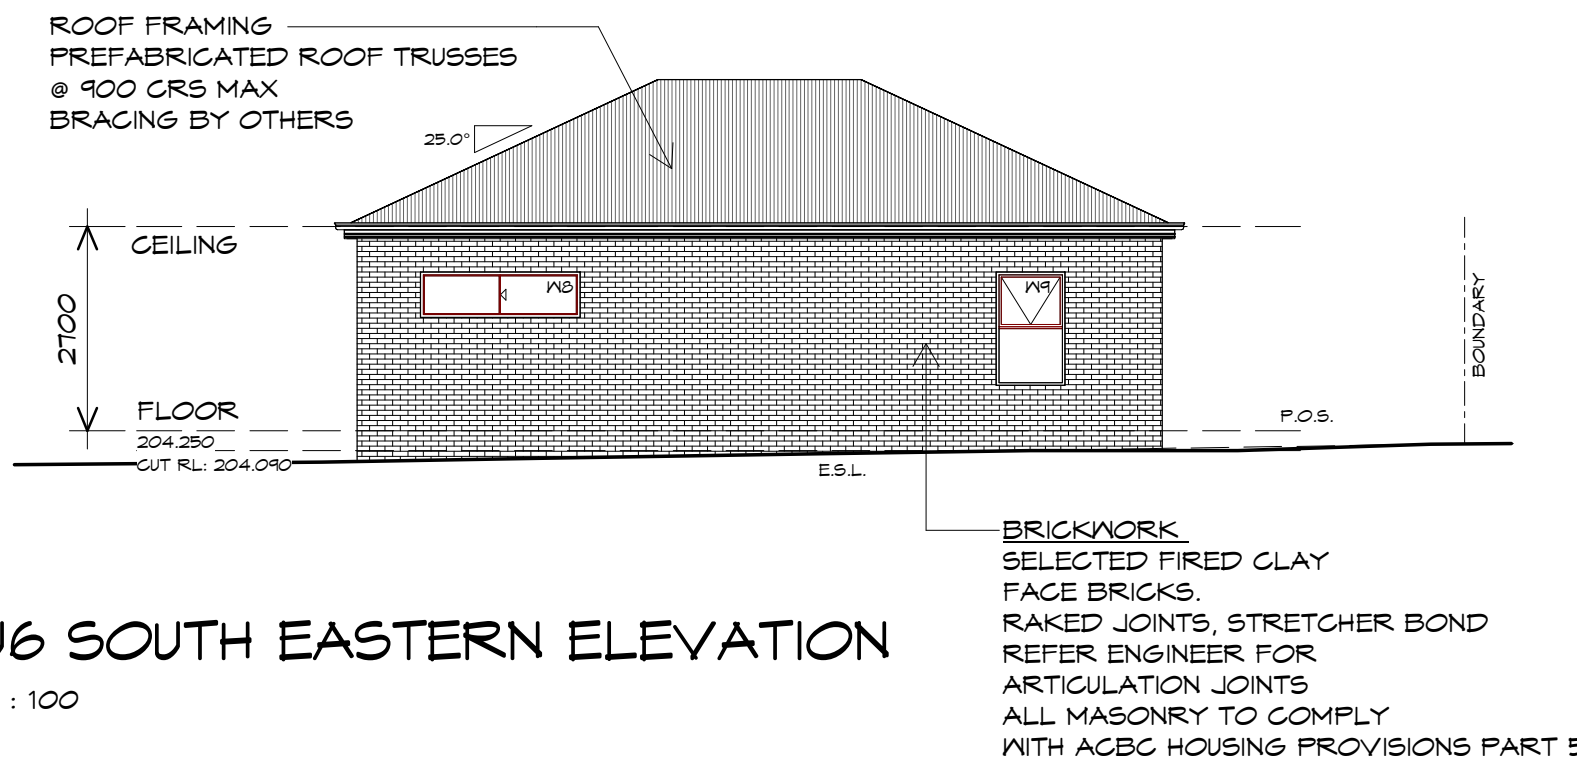 ROOF FRAMING
PREFABRICATED ROOF TRUSSES
@ 900 CRS MAX
BRACING BY OTHERS
25.0°
CEILING
2700
W8
W9
BOUNDARY
FLOOR
204.250
CUT RL: 204.090
P.O.S.
E.S.L.
BRICKWORK
SELECTED FIRED CLAY
FACE BRICKS.
RAKED JOINTS, STRETCHER BOND
REFER ENGINEER FOR
ARTICULATION JOINTS
ALL MASONRY TO COMPLY
WITH ACBC HOUSING PROVISIONS PART 5
SOUTH EASTERN ELEVATION
: 100